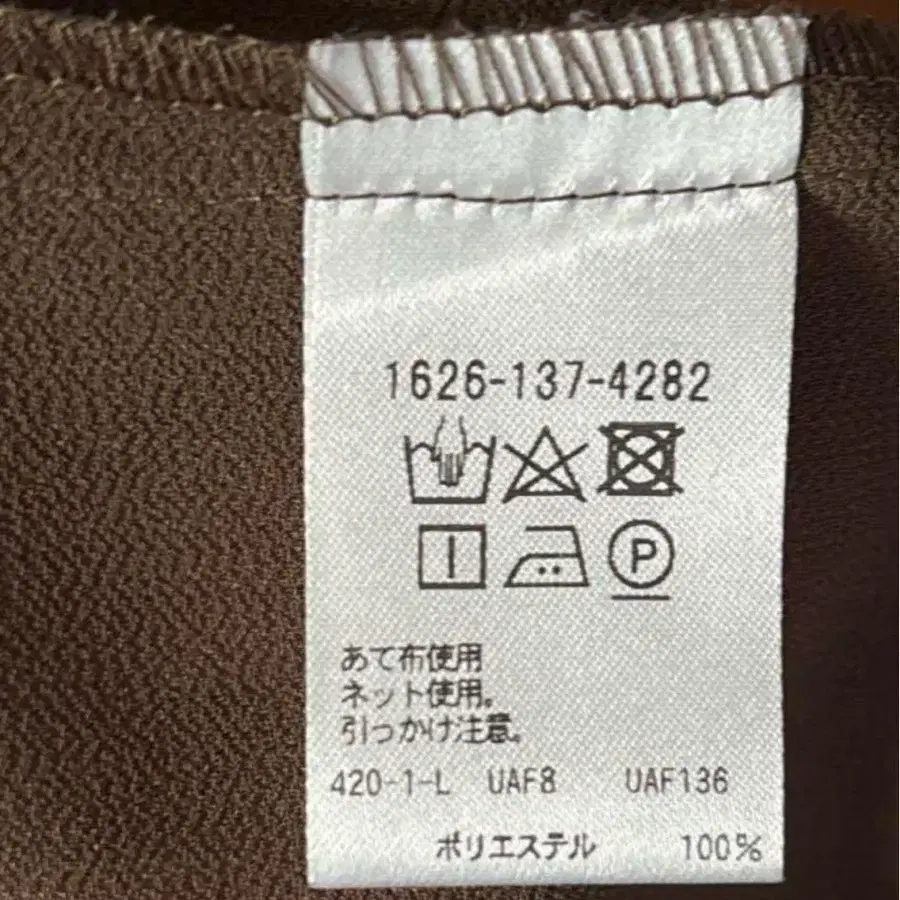 1626-137-4282
P
あて布使用
ネット使用。
引っかけ注意。
420-1-L UAF8 UAF136
ポリエステル 100%